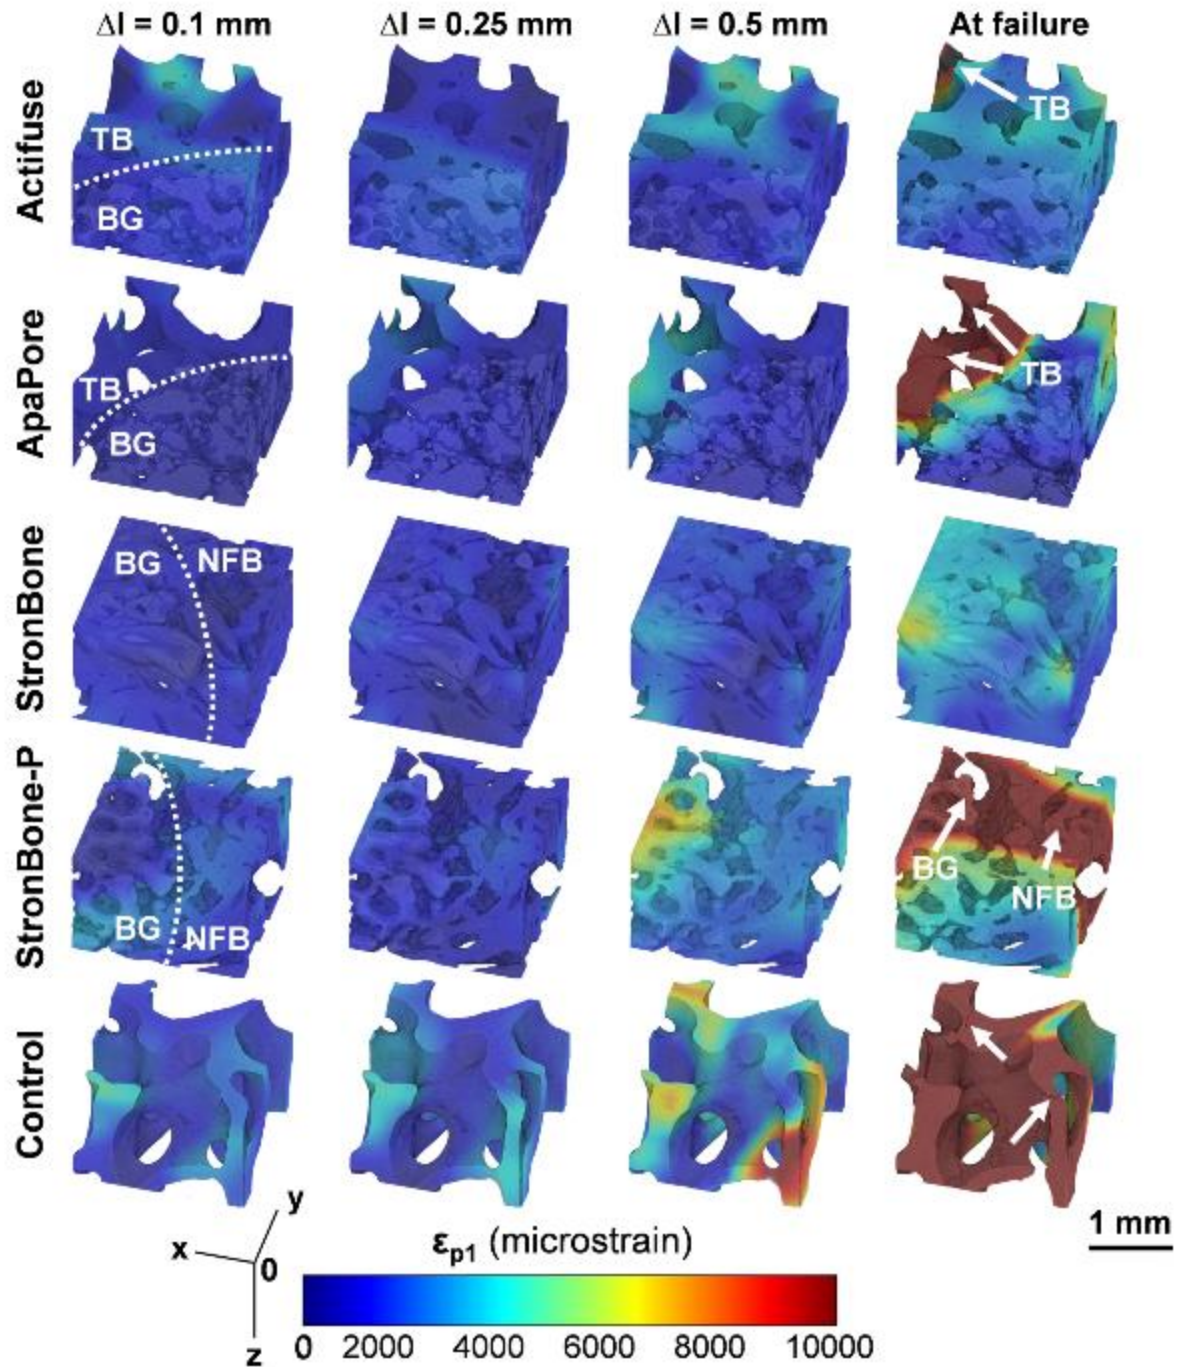 Δl = 0.1 mm
Δl = 0.25 mm
Δl = 0.5 mm
At failure
Actifuse
TB
BG
TB
ApaPore
TB
BG
TB
StronBone
BG
NFB
StronBone-P
BG
NFB
BG
NFB
Control
1 mm
y
x
0
z
εp1 (microstrain)
0 2000 4000 6000 8000 10000